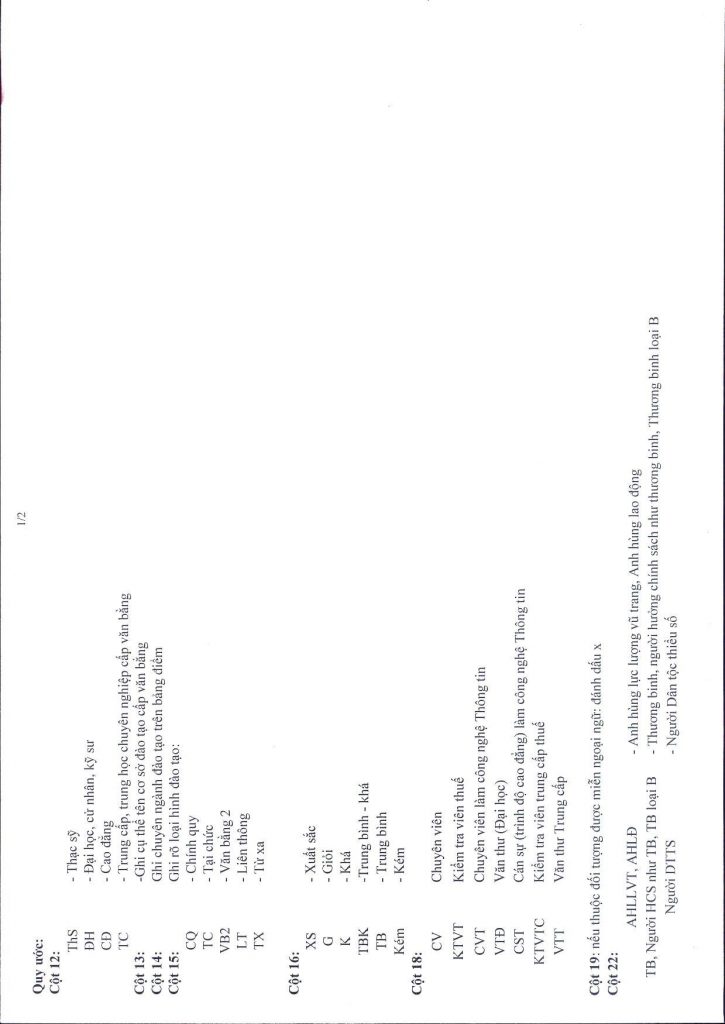 1/2
Quy ước:
Cột 12:
ThS - Thạc sỹ
ĐH - Đại học, cử nhân, kỹ sư
CĐ - Cao đẳng
TC - Trung cấp, trung học chuyên nghiệp cấp văn bằng
Cột 13: -Ghi cụ thể tên cơ sở đào tạo cấp văn bằng
Cột 14: Ghi chuyên ngành đào tạo trên bảng điểm
Cột 15: Ghi rõ loại hình đào tạo:
CQ - Chính quy
TC - Tại chức
VB2 - Văn bằng 2
LT - Liên thông
TX - Từ xa
Cột 16:
XS - Xuất sắc
G - Giỏi
K - Khá
TBK -Trung bình - khá
TB - Trung bình
Kém - Kém
Cột 18:
CV Chuyên viên
KTVT Kiểm tra viên thuế
CVT Chuyên viên làm công nghệ Thông tin
VTĐ Văn thư (Đại học)
CST Cán sự (trình độ cao đẳng) làm công nghệ Thông tin
KTVTC Kiểm tra viên trung cấp thuế
VTT Văn thư Trung cấp
Cột 19: nếu thuộc đối tượng được miễn ngoại ngữ: đánh dấu x
Cột 22:
AHLLVT, AHLĐ - Anh hùng lực lượng vũ trang, Anh hùng lao động
TB, Người HCS như TB, TB loại B - Thương binh, người hưởng chính sách như thương binh, Thương binh loại B
Người DTTS - Người Dân tộc thiểu số